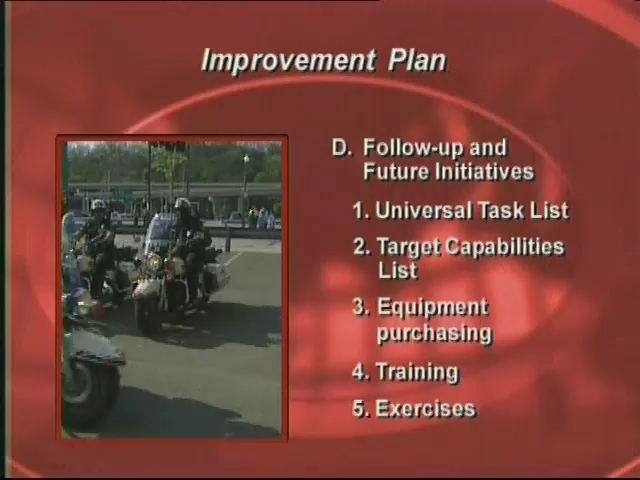 Improvement Plan
D. Follow-up and
Future Initiatives
1. Universal Task List
2. Target Capabilities
List
3. Equipment
purchasing
4. Training
5. Exercises